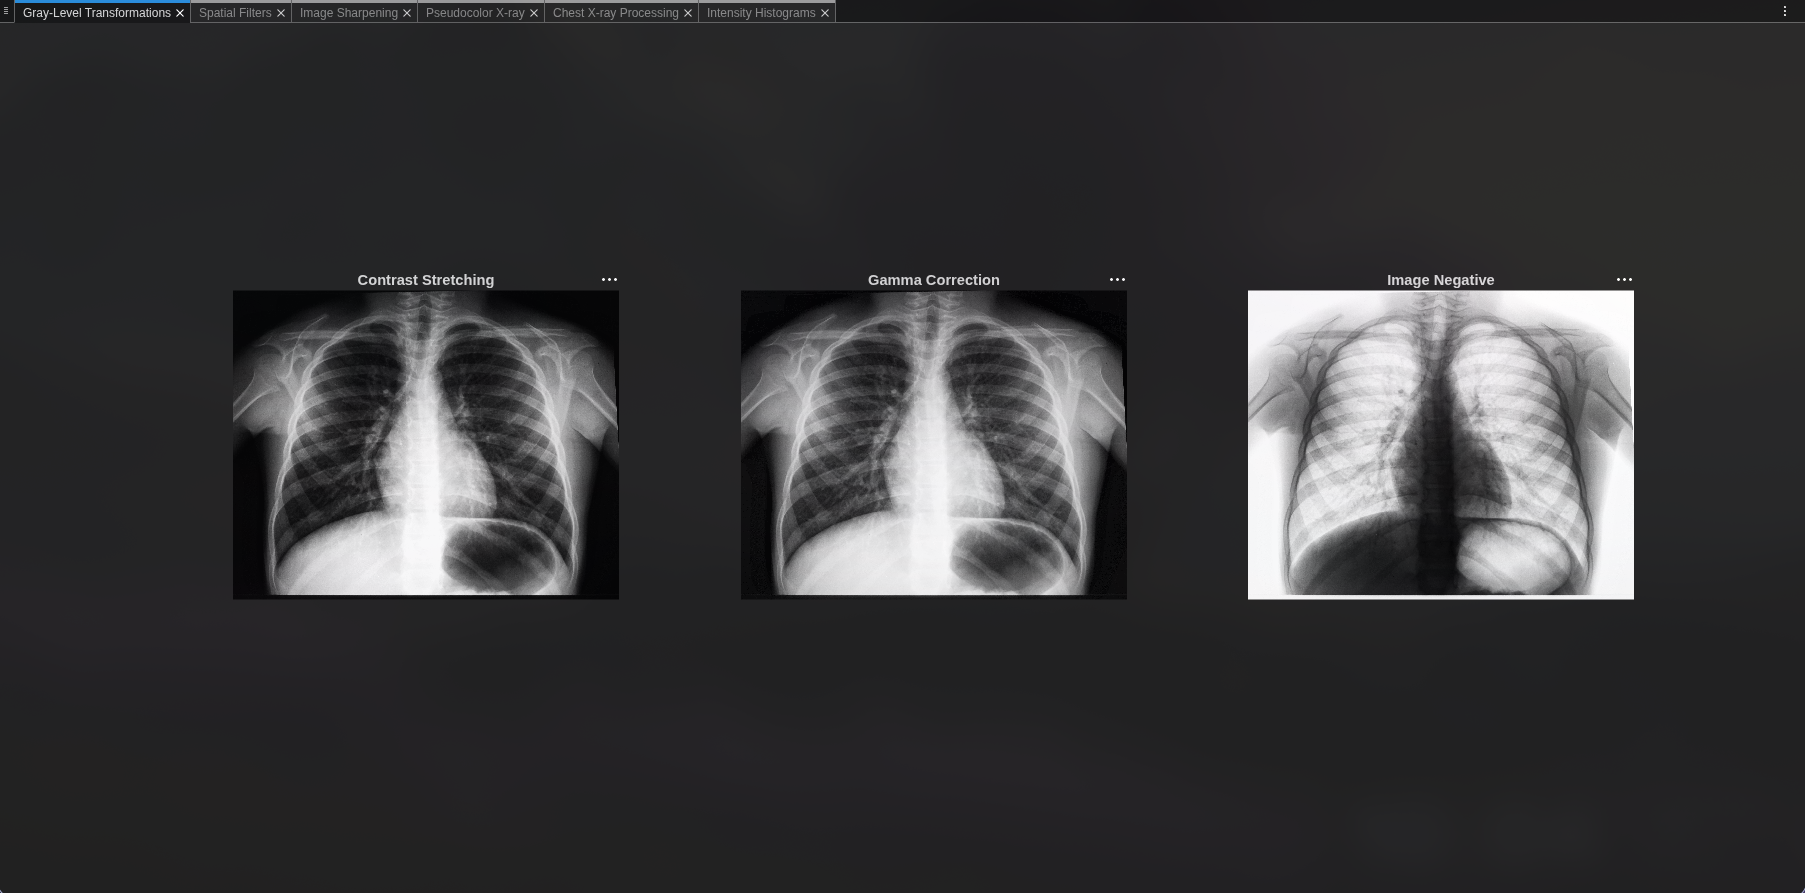 Gray-Level Transformations
Spatial Filters
Image Sharpening
Pseudocolor X-ray
Chest X-ray Processing
Intensity Histograms
Contrast Stretching
Gamma Correction
Image Negative